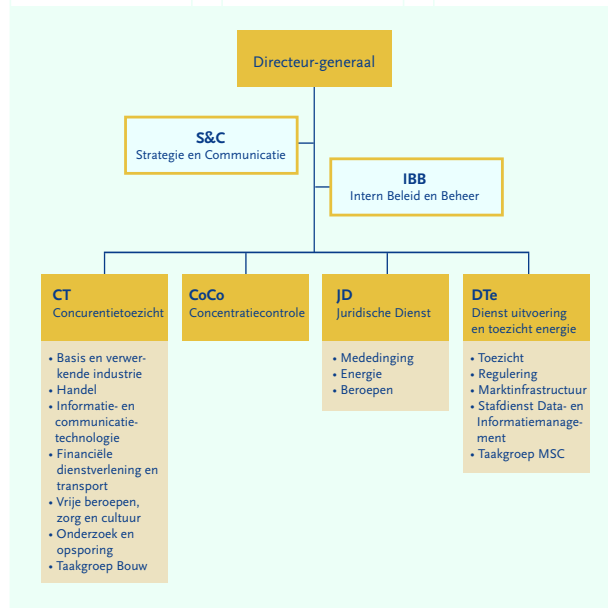 Directeur-generaal
S&C
Strategie en Communicatie
IBB
Intern Beleid en Beheer
CT
Concurentietoezicht
• Basis en verwer-
kende industrie
• Handel
• Informatie- en
communicatie-
technologie
• Financiële
dienstverlening en
transport
• Vrije beroepen,
zorg en cultuur
• Onderzoek en
opsporing
• Taakgroep Bouw
CoCo
Concentratiecontrole
JD
Juridische Dienst
• Mededinging
• Energie
• Beroepen
DTe
Dienst uitvoering
en toezicht energie
• Toezicht
• Regulering
• Marktinfrastructuur
• Stafdienst Data- en
Informatiemanage-
ment
• Taakgroep MSC